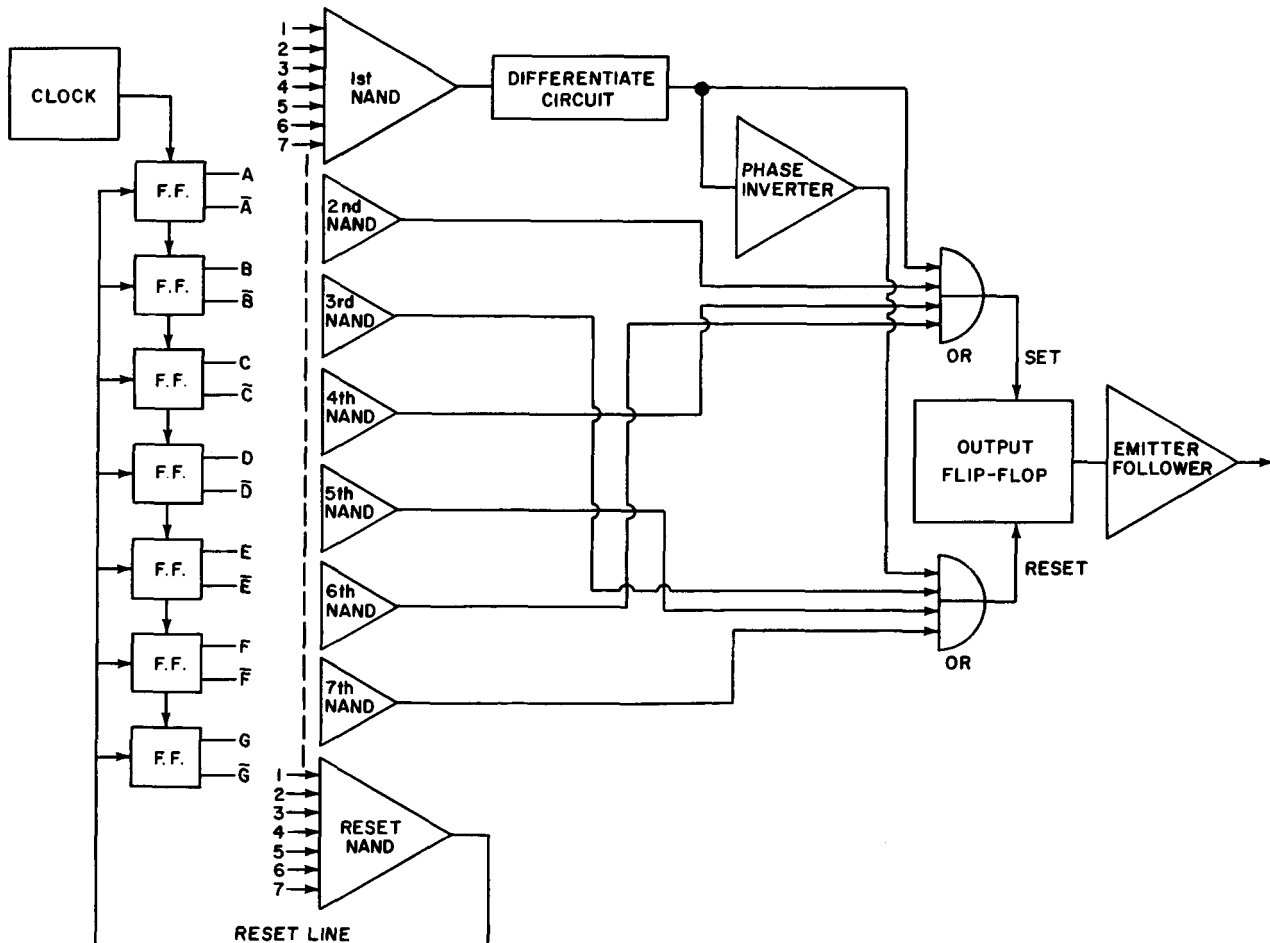 CLOCK
F.F.
A
Ā
F.F.
B
B̄
F.F.
C
C̄
F.F.
D
D̄
F.F.
E
Ē
F.F.
F
F̄
F.F.
G
Ḡ
1
2
3
4
5
6
7
1st
NAND
DIFFERENTIATE
CIRCUIT
PHASE
INVERTER
2nd
NAND
3rd
NAND
4th
NAND
5th
NAND
6th
NAND
7th
NAND
OR
SET
OUTPUT
FLIP-FLOP
EMITTER
FOLLOWER
RESET
OR
1
2
3
4
5
6
7
RESET
NAND
RESET LINE